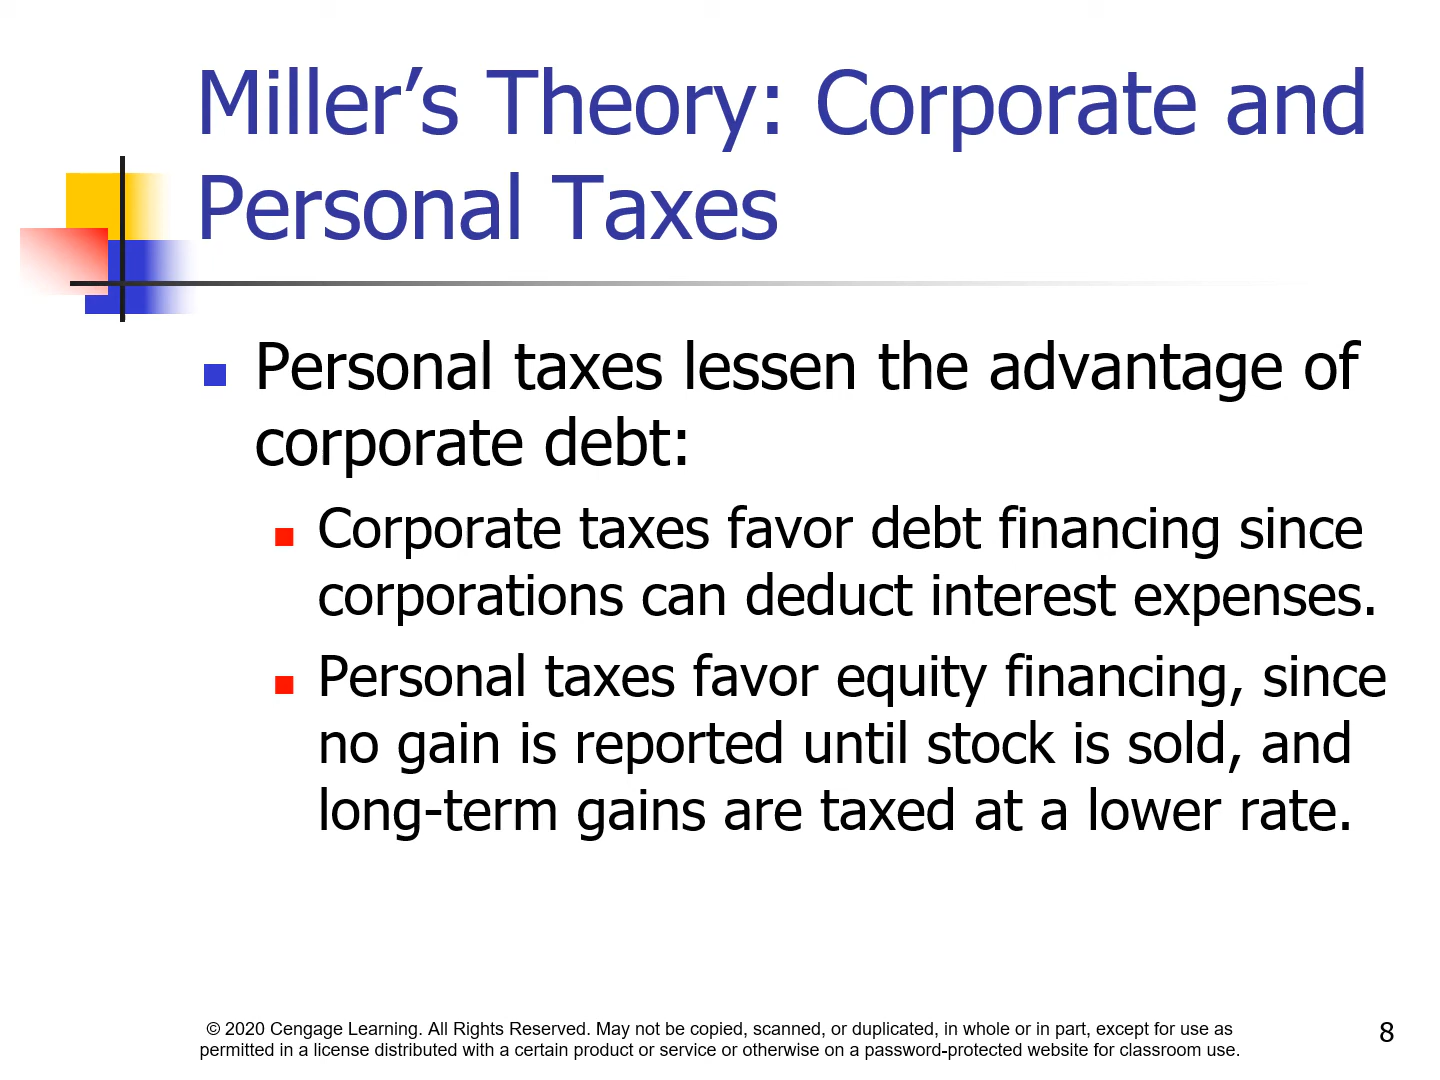 Miller’s Theory: Corporate and
Personal Taxes
Personal taxes lessen the advantage of
corporate debt:
Corporate taxes favor debt financing since
corporations can deduct interest expenses.
Personal taxes favor equity financing, since
no gain is reported until stock is sold, and
long-term gains are taxed at a lower rate.
© 2020 Cengage Learning. All Rights Reserved. May not be copied, scanned, or duplicated, in whole or in part, except for use as
permitted in a license distributed with a certain product or service or otherwise on a password-protected website for classroom use.
8